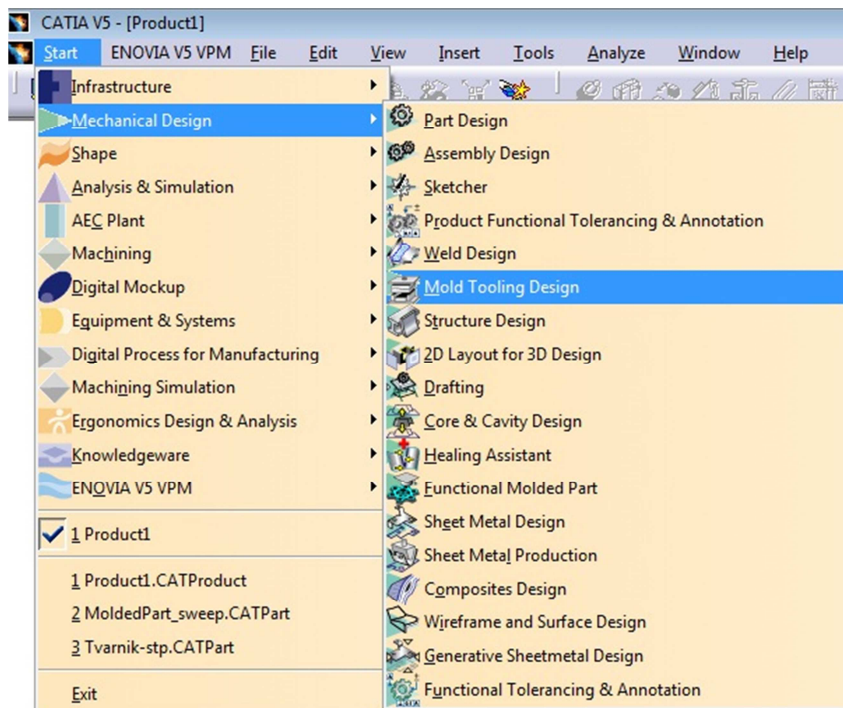 CATIA V5 - [Product1]
Start ENOVIA V5 VPM File Edit View Insert Tools Analyze Window Help
Infrastructure
Mechanical Design
Shape
Analysis & Simulation
AEC Plant
Machining
Digital Mockup
Equipment & Systems
Digital Process for Manufacturing
Machining Simulation
Ergonomics Design & Analysis
Knowledgeware
ENOVIA V5 VPM
1 Product1
1 Product1.CATProduct
2 MoldedPart_sweep.CATPart
3 Tvarnik-stp.CATPart
Exit
Part Design
Assembly Design
Sketcher
Product Functional Tolerancing & Annotation
Weld Design
Mold Tooling Design
Structure Design
2D Layout for 3D Design
Drafting
Core & Cavity Design
Healing Assistant
Functional Molded Part
Sheet Metal Design
Sheet Metal Production
Composites Design
Wireframe and Surface Design
Generative Sheetmetal Design
Functional Tolerancing & Annotation